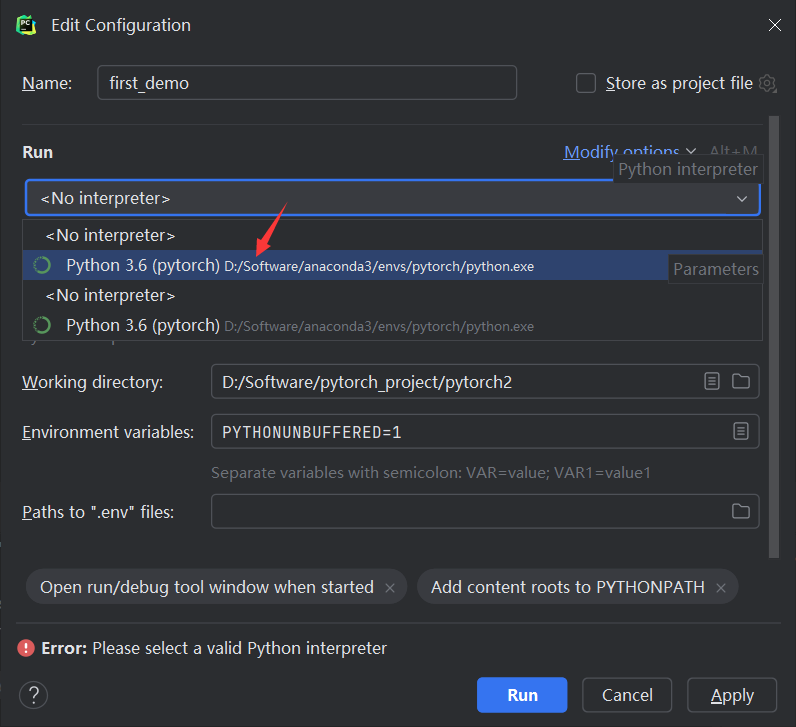 PC
Edit Configuration
Name:
first_demo
Store as project file
Run
Modify options
Alt+M
Python interpreter
<No interpreter>
<No interpreter>
Python 3.6 (pytorch) D:/Software/anaconda3/envs/pytorch/python.exe
Parameters
<No interpreter>
Python 3.6 (pytorch) D:/Software/anaconda3/envs/pytorch/python.exe
Working directory:
D:/Software/pytorch_project/pytorch2
Environment variables:
PYTHONUNBUFFERED=1
Separate variables with semicolon: VAR=value; VAR1=value1
Paths to ".env" files:
Open run/debug tool window when started
Add content roots to PYTHONPATH
Error: Please select a valid Python interpreter
?
Run
Cancel
Apply